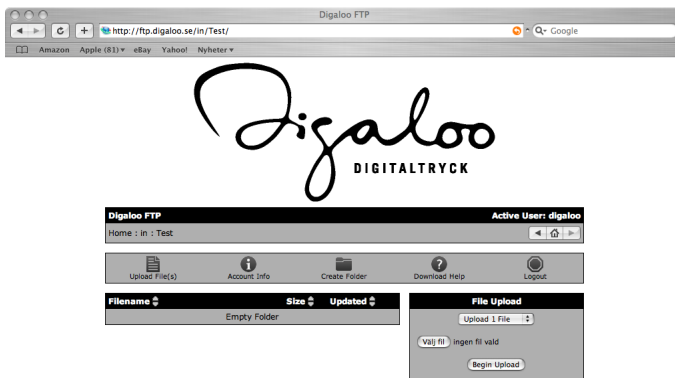 Digaloo FTP
http://ftp.digaloo.se/in/Test/
Google
Amazon Apple (81) eBay Yahoo! Nyheter
Digaloo
DIGITALTRYCK
Digaloo FTP Active User: digaloo
Home : in : Test
Upload File(s) Account Info Create Folder Download Help Logout
Filename Size Updated File Upload
Empty Folder Upload 1 File
Välj fil ingen fil vald
Begin Upload